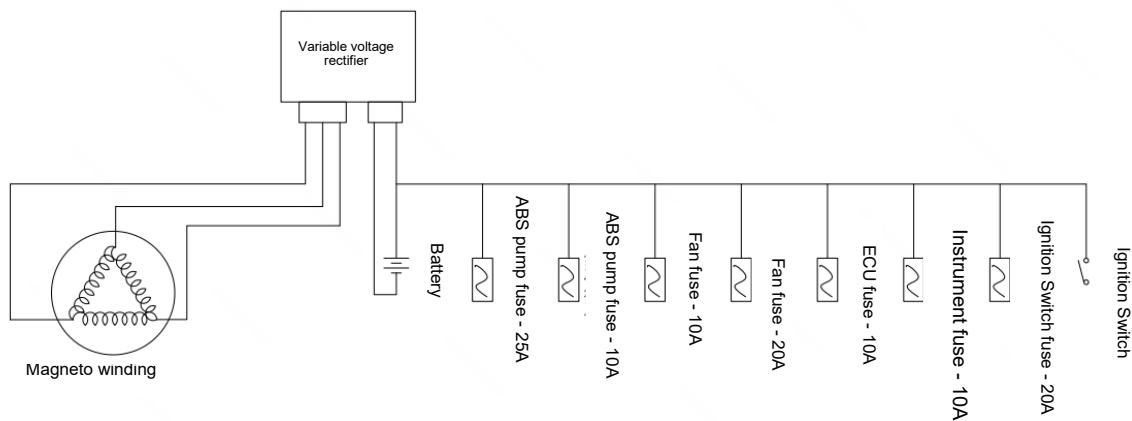 Variable voltage
rectifier
Battery
ABS pump fuse - 25A
ABS pump fuse - 10A
Fan fuse - 10A
Fan fuse - 20A
ECU fuse - 10A
Instrument fuse - 10A
Ignition Switch fuse - 20A
Ignition Switch
Magneto winding